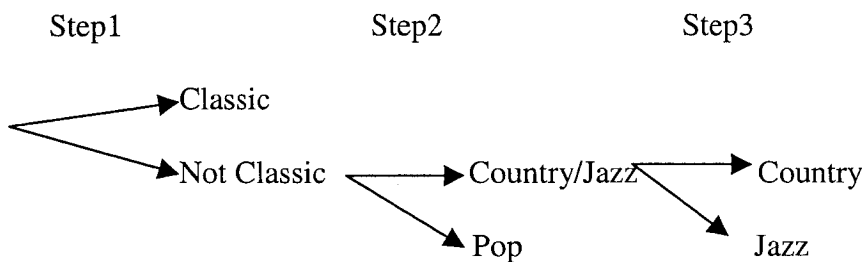 Step1 Step2 Step3
Classic
Not Classic Country/Jazz Country
Pop Jazz